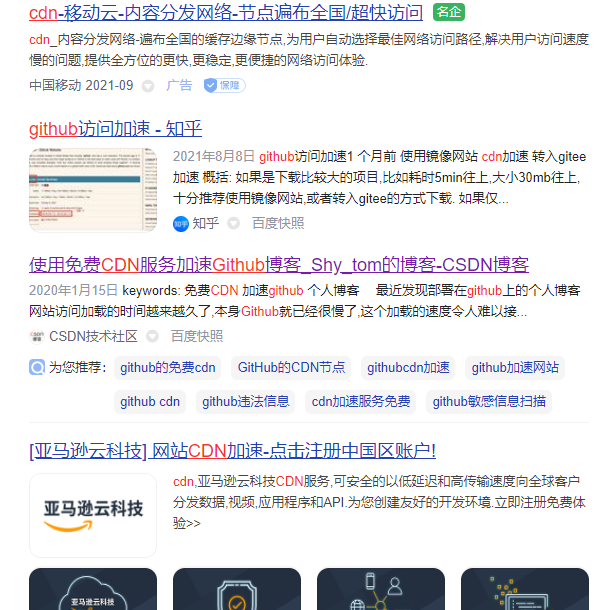 cdn-移动云-内容分发网络-节点遍布全国/超快访问 名企
cdn_内容分发网络-遍布全国的缓存边缘节点,为用户自动选择最佳网络访问路径,解决用户访问速度
慢的问题,提供全方位的更快,更稳定,更便捷的网络访问体验.
中国移动 2021-09 广告 保障
github访问加速 - 知乎
2021年8月8日 github访问加速1 个月前 使用镜像网站 cdn加速 转入gitee
加速 概括: 如果是下载比较大的项目,比如耗时5min往上,大小30mb往上,
十分推荐使用镜像网站,或者转入gitee的方式下载. 如果仅...
知乎 知乎 百度快照
使用免费CDN服务加速Github博客_Shy_tom的博客-CSDN博客
2020年1月15日 keywords: 免费CDN 加速github 个人博客 最近发现部署在github上的个人博客
网站访问加载的时间越来越久了,本身Github就已经很慢了,这个加载的速度令人难以接...
CSDN技术社区 百度快照
为您推荐: github的免费cdn GitHub的CDN节点 githubcdn加速 github加速网站
github cdn github违法信息 cdn加速服务免费 github敏感信息扫描
[亚马逊云科技] 网站CDN加速-点击注册中国区账户!
cdn,亚马逊云科技CDN服务,可安全的以低延迟和高传输速度向全球客户
分发数据,视频,应用程序和API.为您创建友好的开发环境.立即注册免费体
验>>
亚马逊云科技
亚马逊云科技